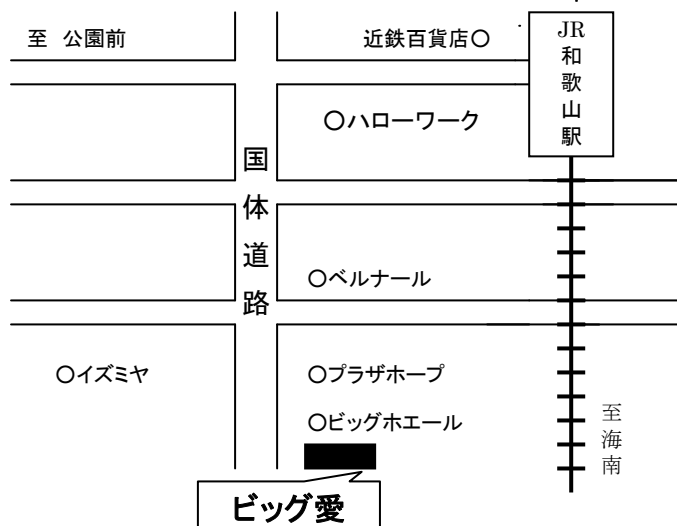 至 公園前
近鉄百貨店○
JR和歌山駅
○ハローワーク
国体道路
○ベルナール
○イズミヤ
○プラザホープ
○ビッグホエール
至海南
ビッグ愛